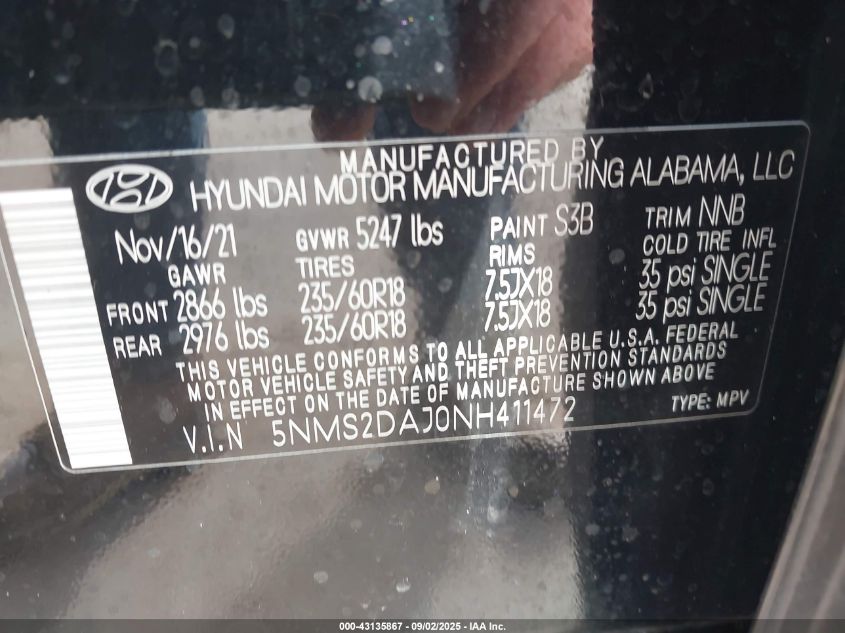 MANUFACTURED BY
HYUNDAI MOTOR MANUFACTURING ALABAMA, LLC
Nov/16/21 GVWR 5247 lbs PAINT S3B TRIM NNB
GAWR TIRES RIMS COLD TIRE INFL
FRONT 2866 lbs 235/60R18 7.5JX18 35 psi SINGLE
REAR 2976 lbs 235/60R18 7.5JX18 35 psi SINGLE
THIS VEHICLE CONFORMS TO ALL APPLICABLE U.S.A. FEDERAL
MOTOR VEHICLE SAFETY AND THEFT PREVENTION STANDARDS
IN EFFECT ON THE DATE OF MANUFACTURE SHOWN ABOVE
V.I.N 5NMS2DAJ0NH411472 TYPE: MPV
000-43135867 - 09/02/2025 - IAA Inc.